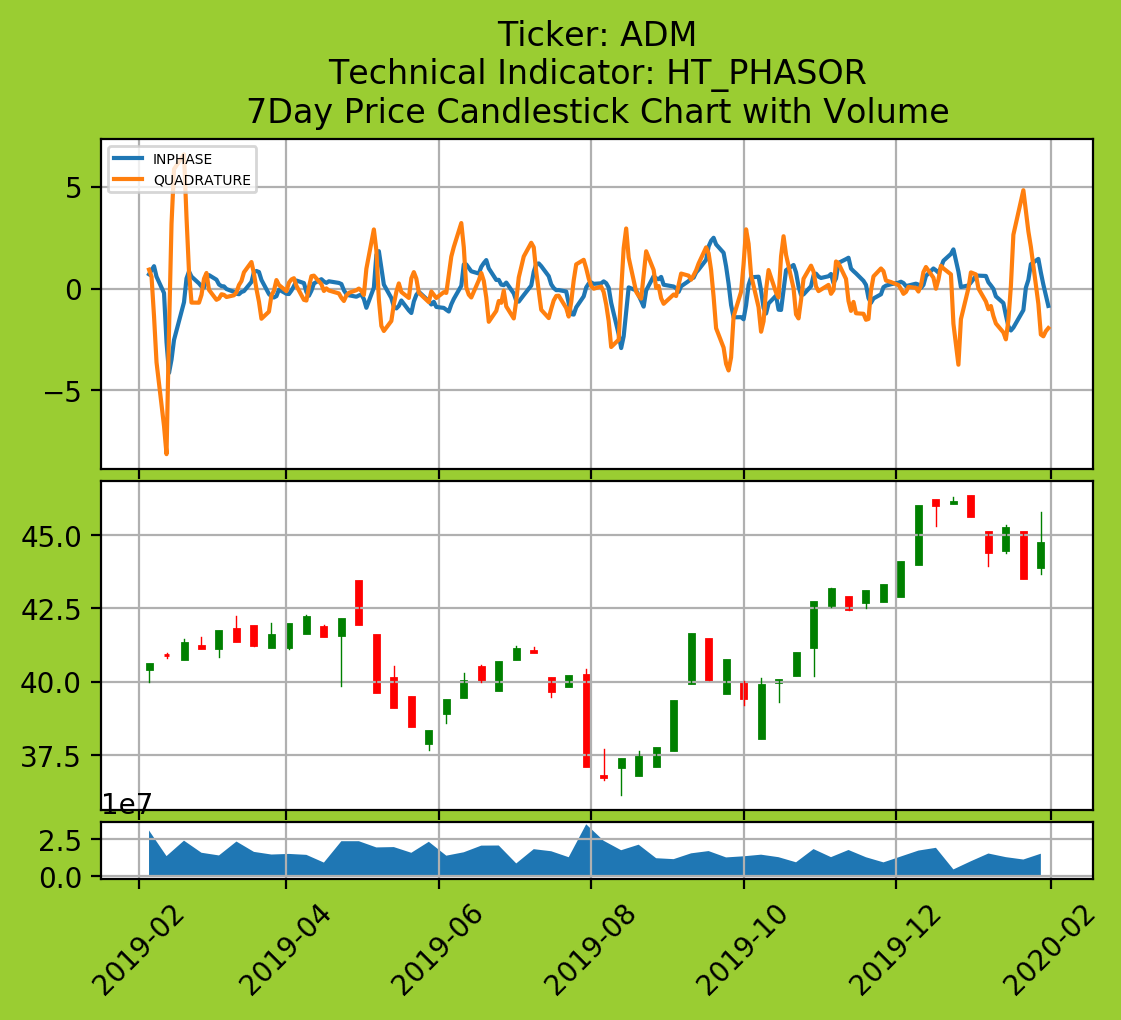 Ticker: ADM
Technical Indicator: HT_PHASOR
7Day Price Candlestick Chart with Volume
INPHASE
QUADRATURE
5
0
−5
45.0
42.5
40.0
37.5
1e7
2.5
0.0
2019-02
2019-04
2019-06
2019-08
2019-10
2019-12
2020-02